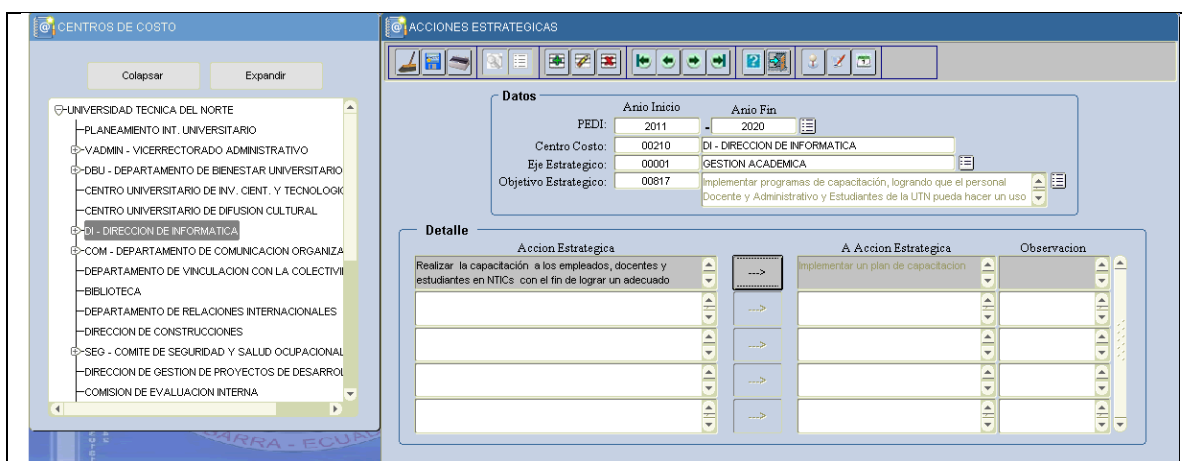 CENTROS DE COSTO
Colapsar Expandir
UNIVERSIDAD TECNICA DEL NORTE
PLANEAMIENTO INT. UNIVERSITARIO
VADMIN - VICERRECTORADO ADMINISTRATIVO
DBU - DEPARTAMENTO DE BIENESTAR UNIVERSITARIO
CENTRO UNIVERSITARIO DE INV. CIENT. Y TECNOLOGIC
CENTRO UNIVERSITARIO DE DIFUSION CULTURAL
DI - DIRECCION DE INFORMATICA
COM - DEPARTAMENTO DE COMUNICACION ORGANIZA
DEPARTAMENTO DE VINCULACION CON LA COLECTIVI
BIBLIOTECA
DEPARTAMENTO DE RELACIONES INTERNACIONALES
DIRECCION DE CONSTRUCCIONES
SEG - COMITE DE SEGURIDAD Y SALUD OCUPACIONAL
DIRECCION DE GESTION DE PROYECTOS DE DESARROL
COMISION DE EVALUACION INTERNA
ARRA - ECUA
ACCIONES ESTRATEGICAS
Datos
Anio Inicio Anio Fin
PEDI: 2011 - 2020
Centro Costo: 00210 DI - DIRECCION DE INFORMATICA
Eje Estrategico: 00001 GESTION ACADEMICA
Objetivo Estrategico: 00817 Implementar programas de capacitación, logrando que el personal
Docente y Administrativo y Estudiantes de la UTN pueda hacer un uso
Detalle
Accion Estrategica A Accion Estrategica Observacion
Realizar la capacitación a los empleados, docentes y ---> Implementar un plan de capacitacion
estudiantes en NTICs con el fin de lograr un adecuado
--->
--->
--->
--->